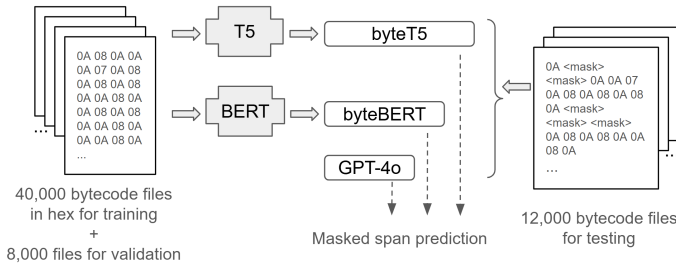 0A 08 0A 0A
0A 07 0A 08
0A 08 0A 08
0A 0A 08 0A
0A 08 0A 08
0A 08 0A 08
0A 0A 08 0A
0A 0A 08 0A
...
...
40,000 bytecode files
in hex for training
+
8,000 files for validation
T5
BERT
byteT5
byteBERT
GPT-4o
Masked span prediction
0A <mask>
<mask> 0A 0A 07
0A 08 0A 08 0A 08
0A <mask>
<mask> <mask>
0A 08 0A 08 0A 0A
08 0A
...
...
12,000 bytecode files
for testing